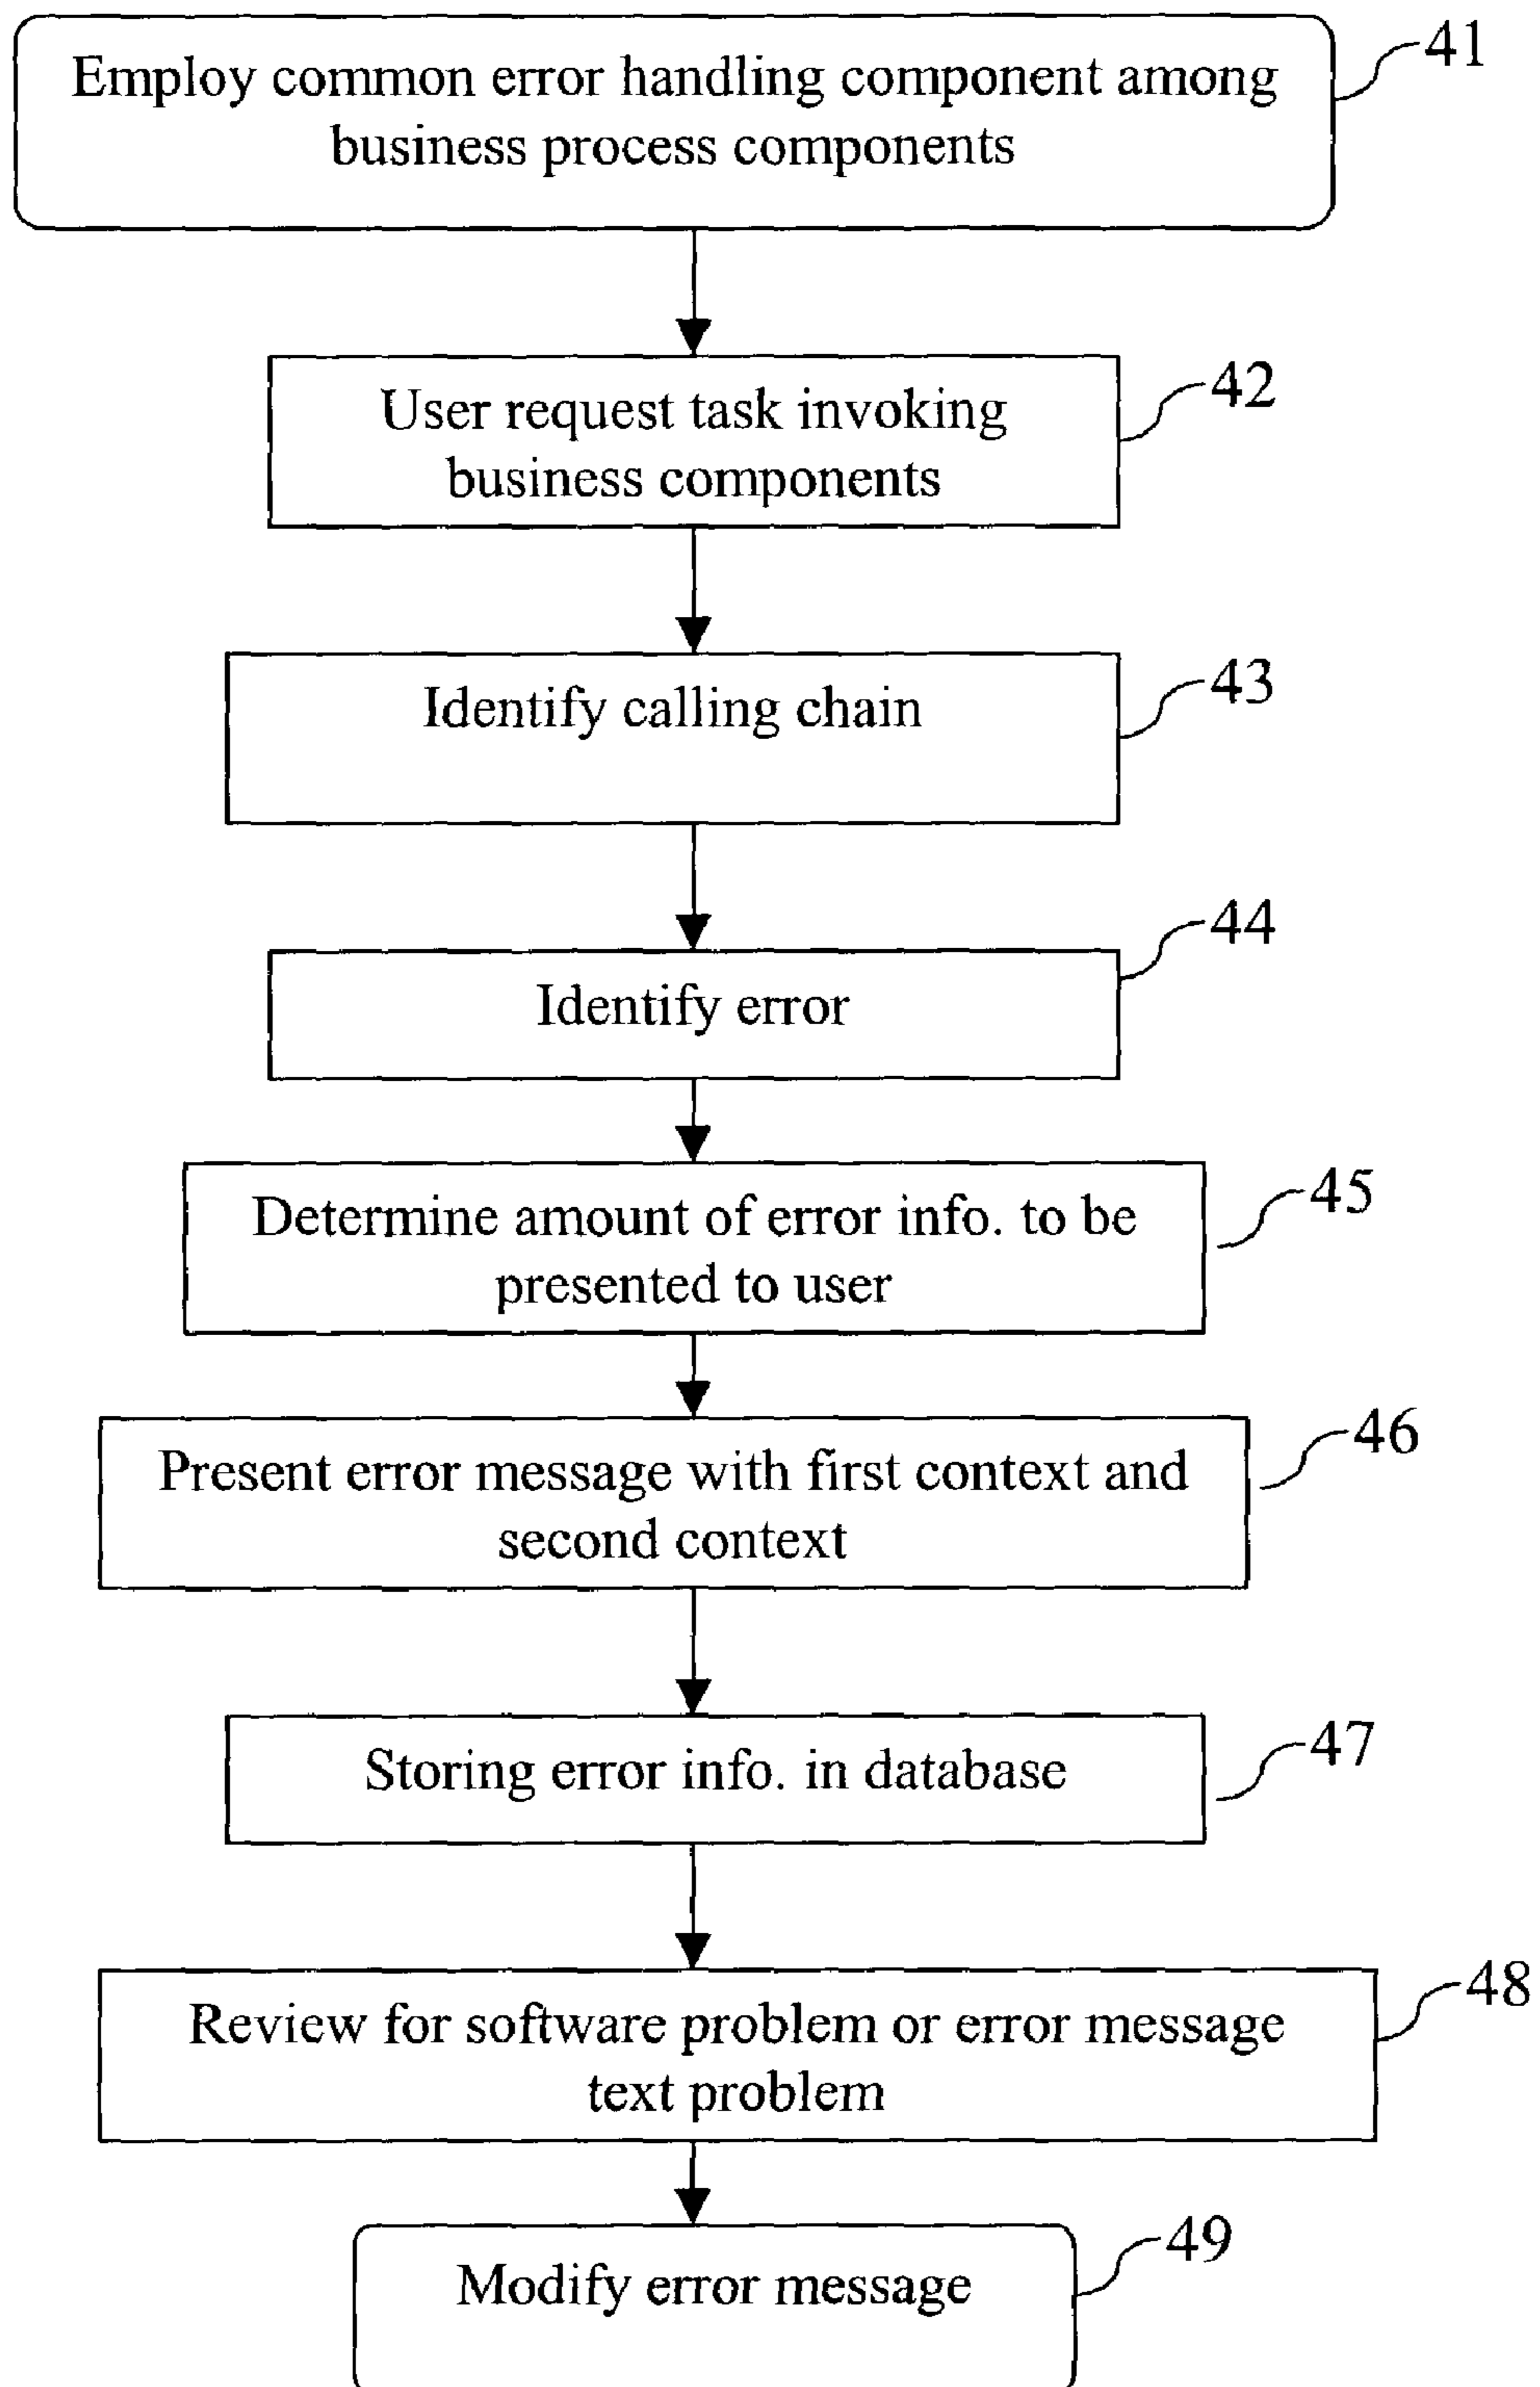 Employ common error handling component among
business process components
41
User request task invoking
business components
42
Identify calling chain
43
Identify error
44
Determine amount of error info. to be
presented to user
45
Present error message with first context and
second context
46
Storing error info. in database
47
Review for software problem or error message
text problem
48
Modify error message
49